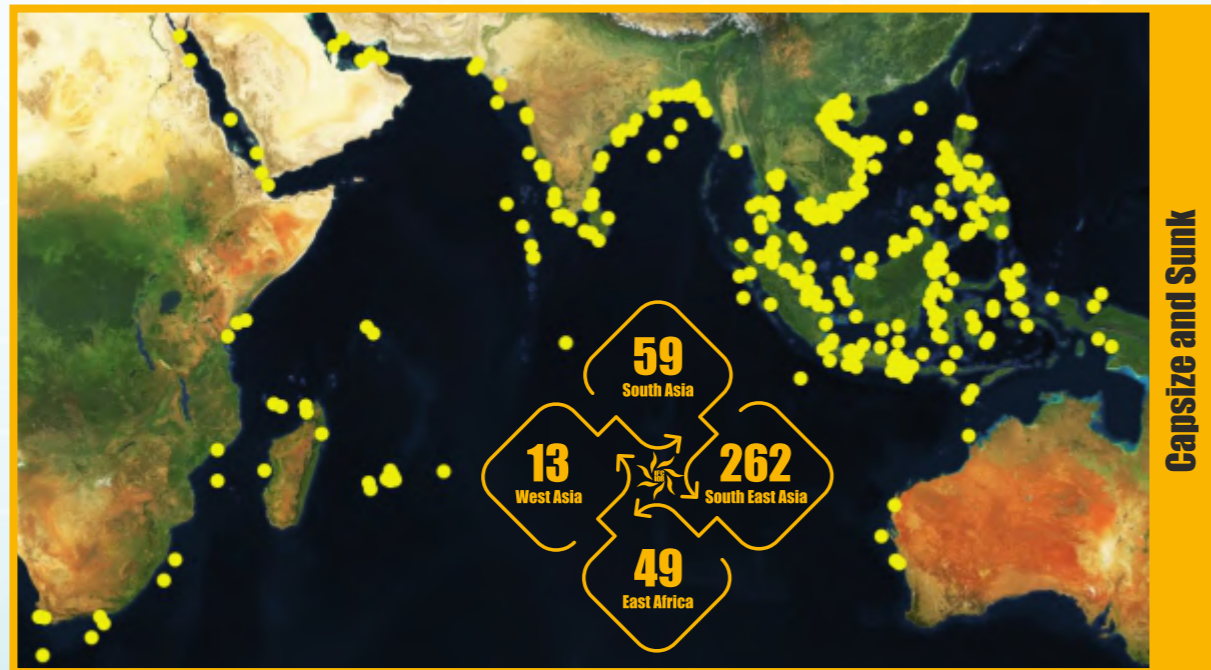 59
South Asia
13
West Asia
262
South East Asia
49
East Africa
Capsize and Sunk